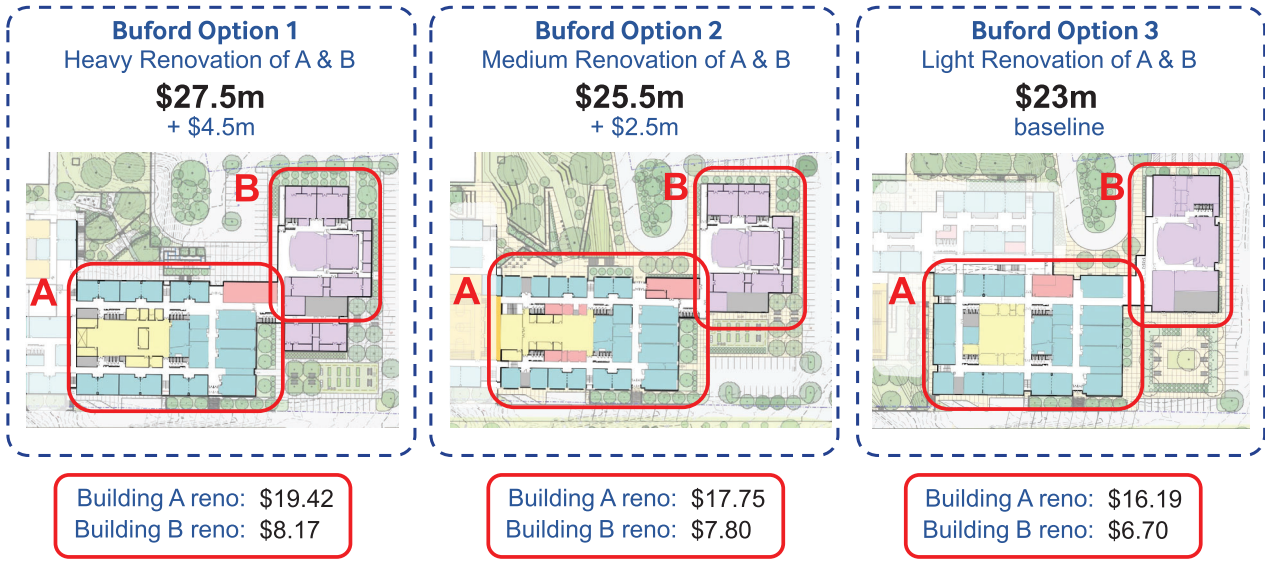 Buford Option 1
Heavy Renovation of A & B
$27.5m
+ $4.5m
B
A
Building A reno: $19.42
Building B reno: $8.17
Buford Option 2
Medium Renovation of A & B
$25.5m
+ $2.5m
B
A
Building A reno: $17.75
Building B reno: $7.80
Buford Option 3
Light Renovation of A & B
$23m
baseline
B
A
Building A reno: $16.19
Building B reno: $6.70